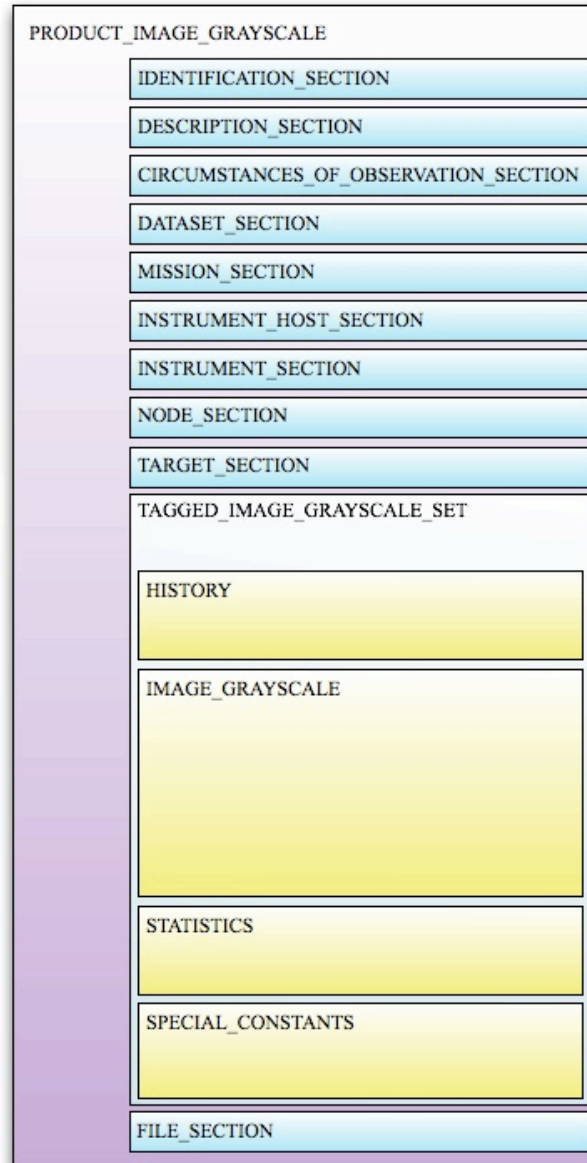 PRODUCT_IMAGE_GRAYSCALE
IDENTIFICATION_SECTION
DESCRIPTION_SECTION
CIRCUMSTANCES_OF_OBSERVATION_SECTION
DATASET_SECTION
MISSION_SECTION
INSTRUMENT_HOST_SECTION
INSTRUMENT_SECTION
NODE_SECTION
TARGET_SECTION
TAGGED_IMAGE_GRAYSCALE_SET
HISTORY
IMAGE_GRAYSCALE
STATISTICS
SPECIAL_CONSTANTS
FILE_SECTION